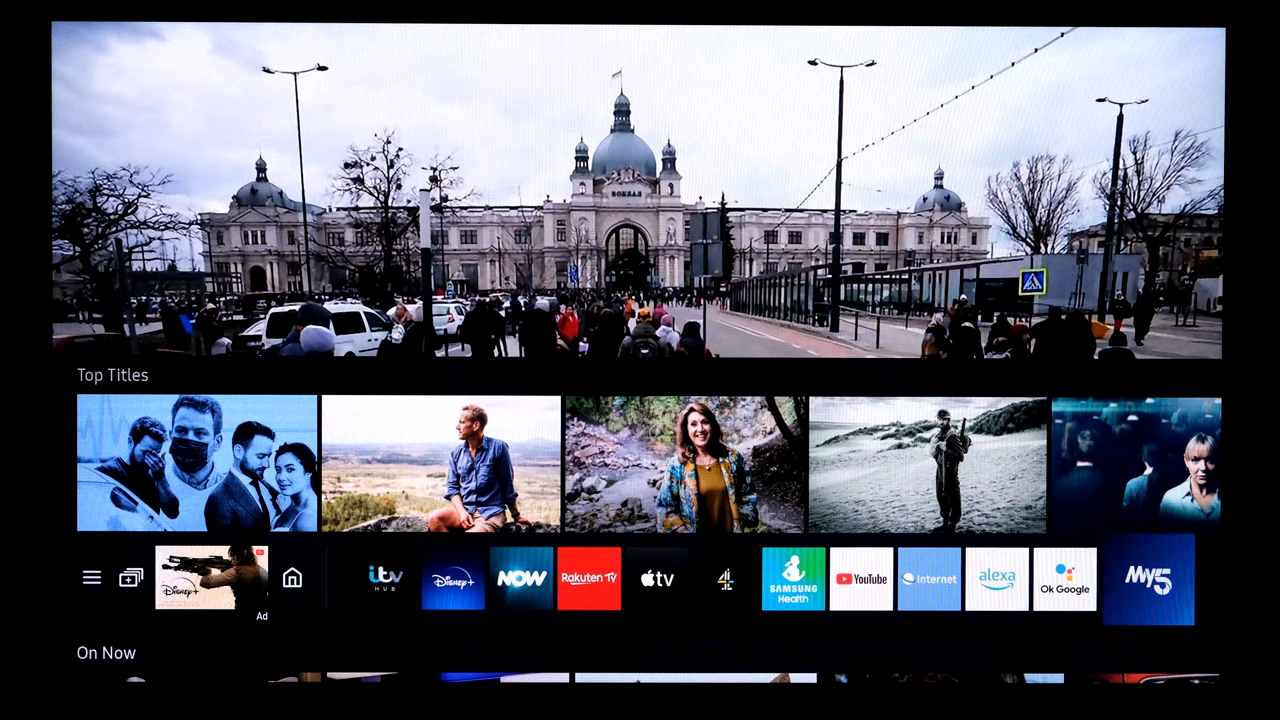 ВОКЗАЛ
Top Titles
Disney+
Ad
itv
HUB
Disney+
NOW
Rakuten TV
tv
4
SAMSUNG
Health
YouTube
Internet
alexa
Ok Google
My5
On Now